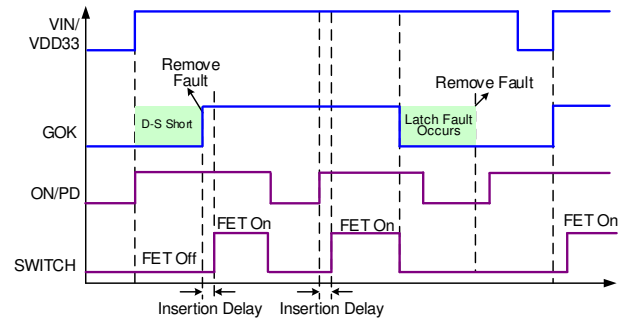 VIN/
VDD33
Remove
Fault
Remove Fault
D-S Short
Latch Fault
Occurs
GOK
ON/PD
FET On
FET On
FET On
FET Off
SWITCH
Insertion Delay
Insertion Delay